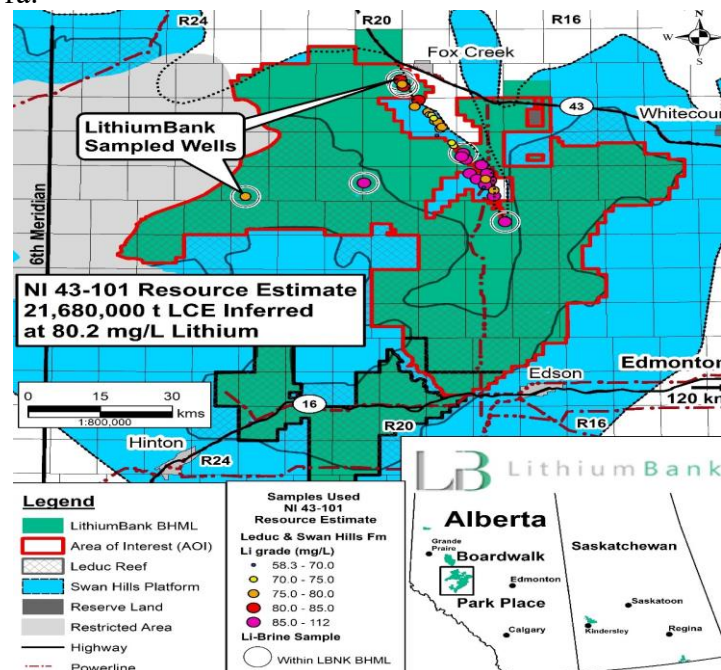 ra.
R24
R20
R16
N
W
E
S
Fox Creek
43
Whitecourt
LithiumBank
Sampled Wells
6th Meridian
NI 43-101 Resource Estimate
21,680,000 t LCE Inferred
at 80.2 mg/L Lithium
Edson
Edmonton
120 km
0 15 30
kms
1:800,000
16
R20
R16
Hinton
R24
LB LithiumBank
Legend
LithiumBank BHML
Area of Interest (AOI)
Leduc Reef
Swan Hills Platform
Reserve Land
Restricted Area
Highway
Powerline
Samples Used
NI 43-101
Resource Estimate
Leduc & Swan Hills Fm
Li grade (mg/L)
58.3 - 70.0
70.0 - 75.0
75.0 - 80.0
80.0 - 85.0
85.0 - 112
Li-Brine Sample
Within LBNK BHML
Alberta
Saskatchewan
Grande
Praire
Boardwalk
Edmonton
Park Place
Saskatoon
Calgary
Kindersley
Regina